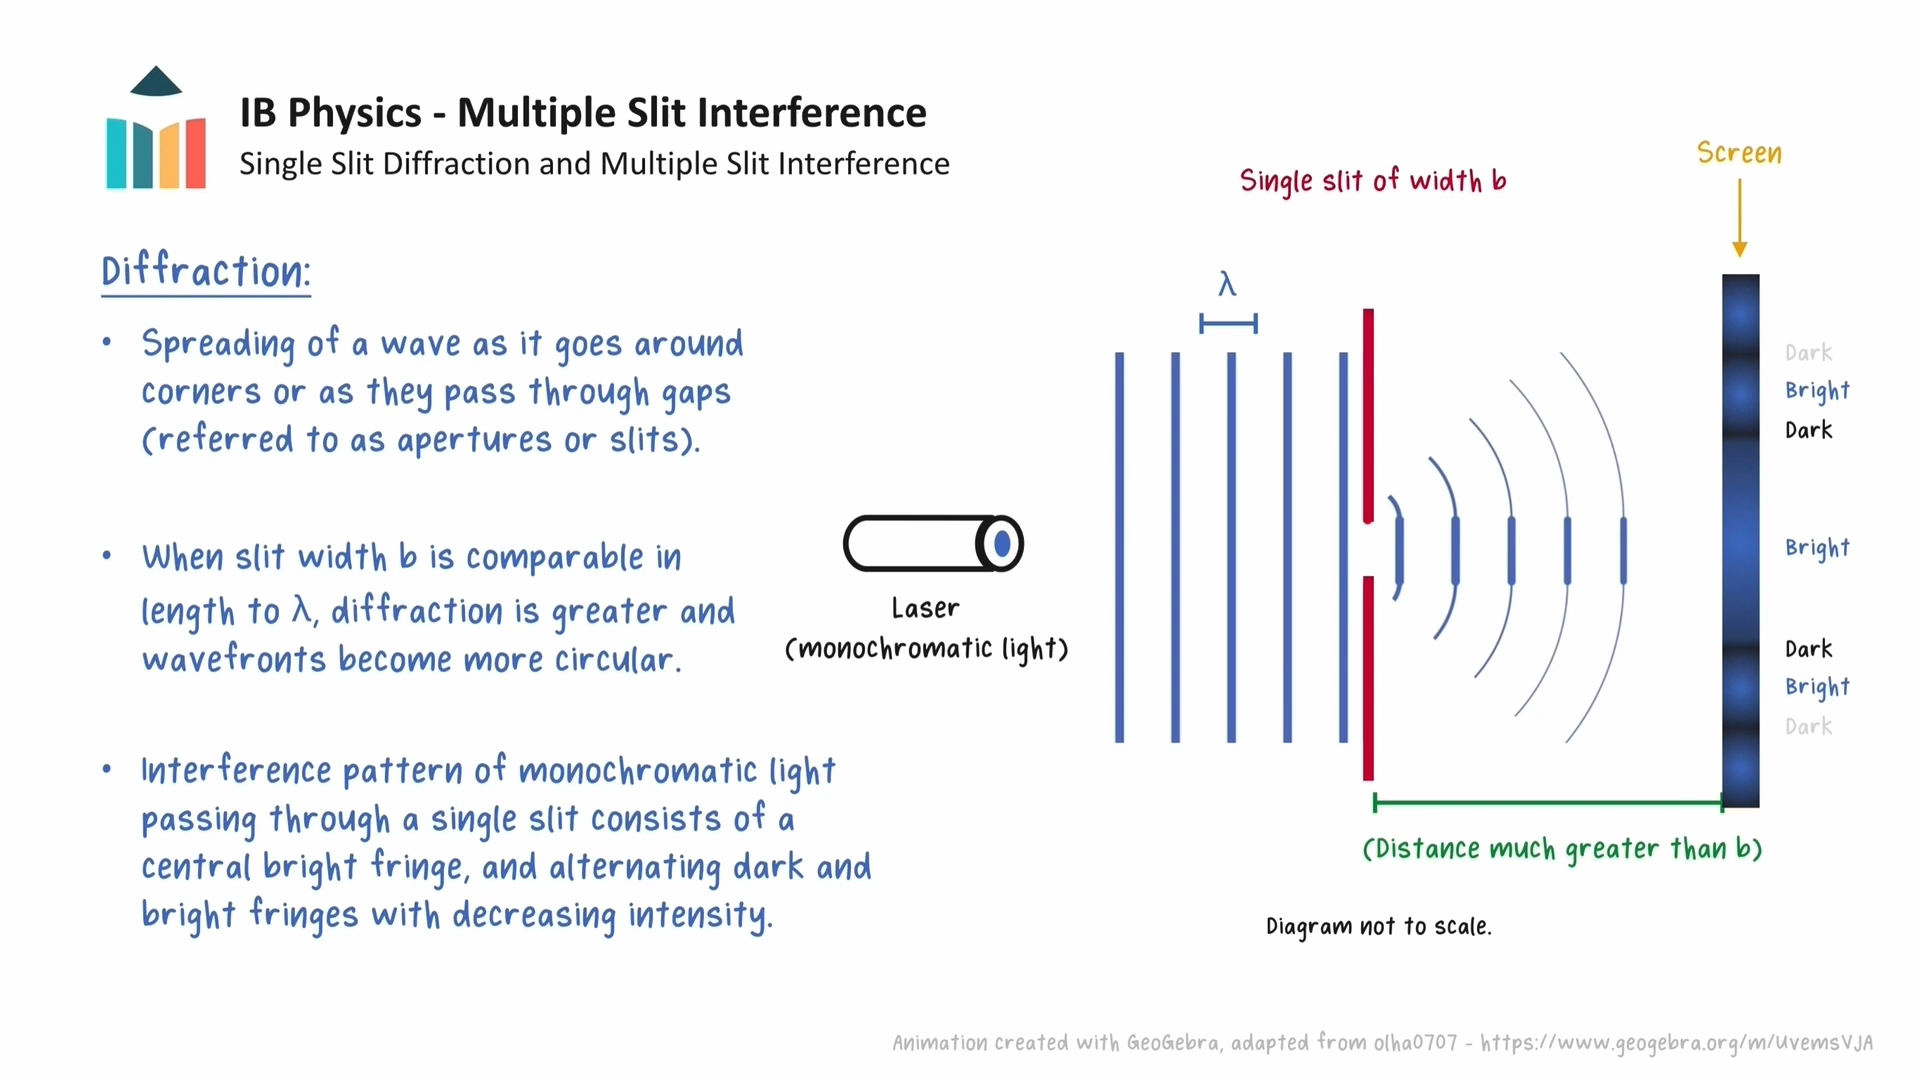 IB Physics - Multiple Slit Interference
Single Slit Diffraction and Multiple Slit Interference
Diffraction:
• Spreading of a wave as it goes around
corners or as they pass through gaps
(referred to as apertures or slits).
• When slit width b is comparable in
length to λ, diffraction is greater and
wavefronts become more circular.
• Interference pattern of monochromatic light
passing through a single slit consists of a
central bright fringe, and alternating dark and
bright fringes with decreasing intensity.
Laser
(monochromatic light)
Single slit of width b
λ
Screen
Dark
Bright
Dark
Bright
Dark
Bright
Dark
(Distance much greater than b)
Diagram not to scale.
Animation created with GeoGebra, adapted from olha0707 - https://www.geogebra.org/m/UvemsVJA